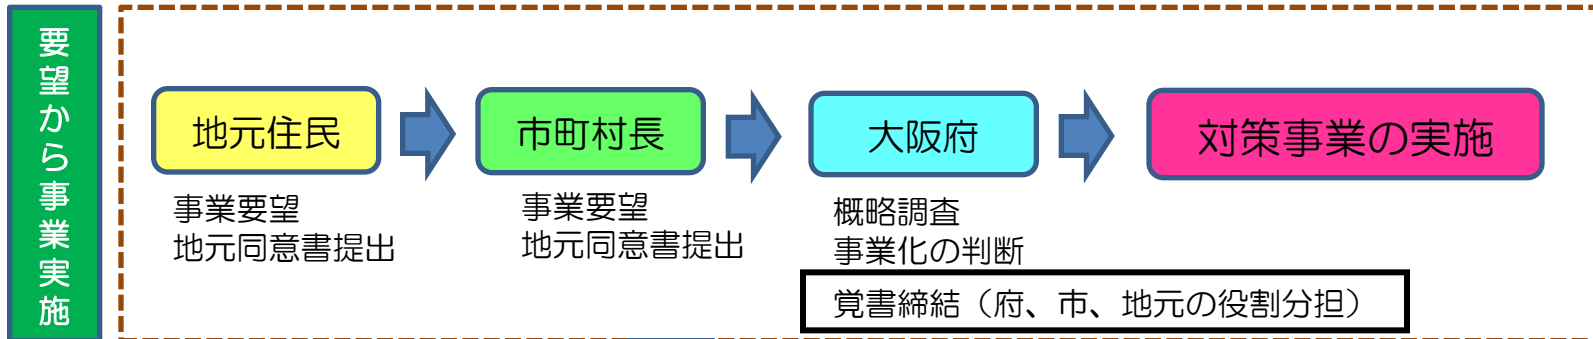 要望から事業実施
地元住民
事業要望
地元同意書提出
市町村長
事業要望
地元同意書提出
大阪府
概略調査
事業化の判断
覚書締結（府、市、地元の役割分担）
対策事業の実施